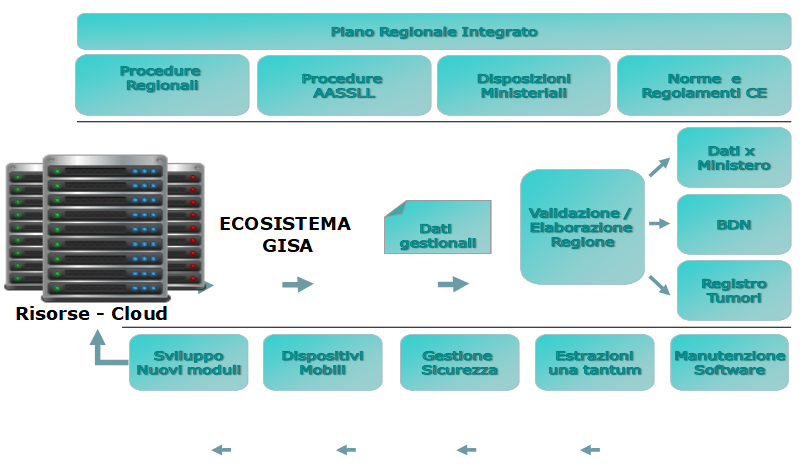 Piano Regionale Integrato
Procedure
Regionali
Procedure
AASSLL
Disposizioni
Ministeriali
Norme e
Regolamenti CE
Dati x
Ministero
ECOSISTEMA
GISA
Dati
gestionali
Validazione /
Elaborazione
Regione
BDN
Registro
Tumori
Risorse - Cloud
Sviluppo
Nuovi moduli
Dispositivi
Mobili
Gestione
Sicurezza
Estrazioni
una tantum
Manutenzione
Software